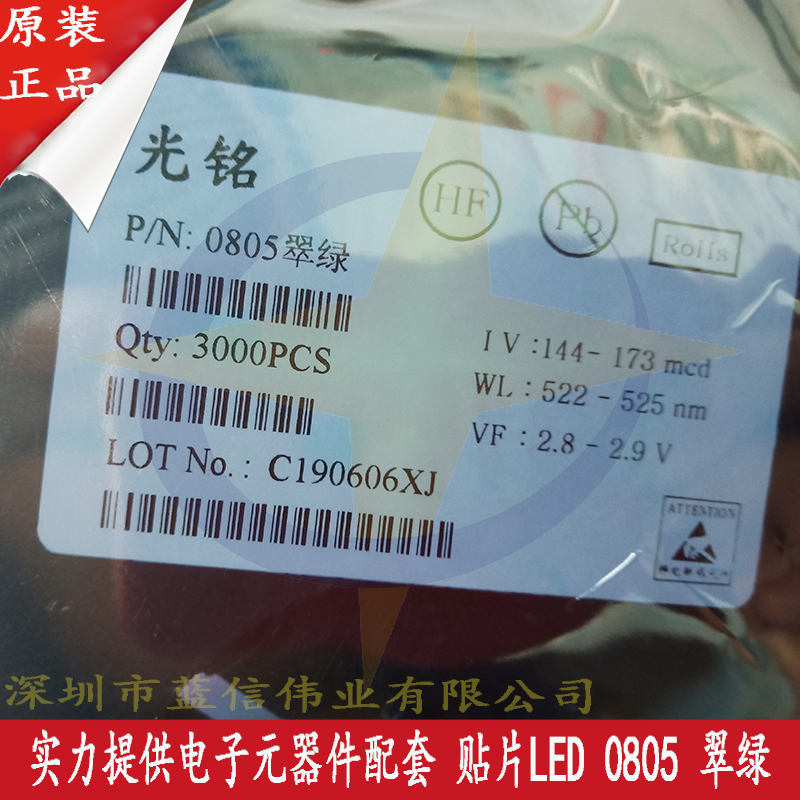 原装
正品
光铭
HF
Pb
RoHs
P/N: 0805翠绿
Qty: 3000PCS
LOT No.: C190606XJ
IV:144- 173 mcd
WL:522 - 525 nm
VF:2.8 - 2.9 V
ATTENTION
深圳市蓝信伟业有限公司
实力提供电子元器件配套 贴片LED 0805 翠绿